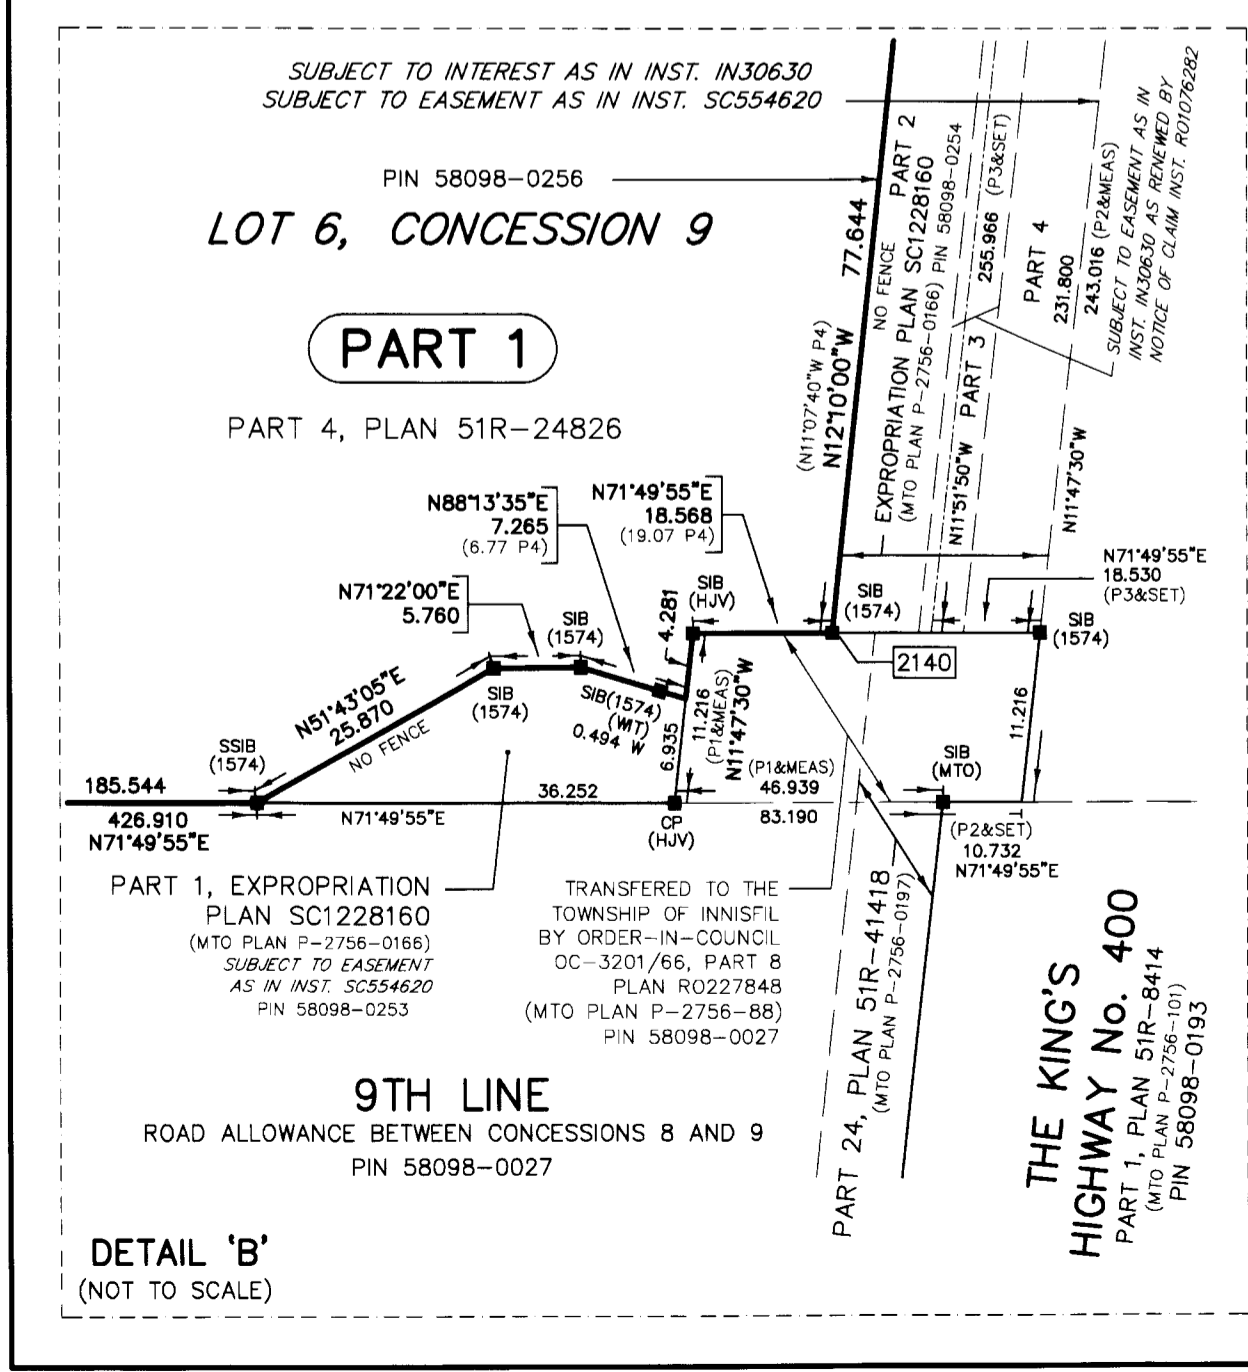 SUBJECT TO INTEREST AS IN INST. IN30630
SUBJECT TO EASEMENT AS IN INST. SC554620
PIN 58098-0256
LOT 6, CONCESSION 9
PART 1
PART 4, PLAN 51R-24826
77.644
(N11°07'40"W P4)
N12°10'00"W
NO FENCE
PART 2
EXPROPRIATION PLAN SC1228160
(MTO PLAN P-2756-0166) PIN 58098-0254
255.966 (P3&SET)
N11°51'50"W
PART 3
PART 4
231.800
243.016 (P2&MEAS)
SUBJECT TO EASEMENT AS IN
INST. IN30630 AS RENEWED BY
NOTICE OF CLAIM INST. RO1076282
N11°47'30"W
N88°13'35"E
7.265
(6.77 P4)
N71°49'55"E
18.568
(19.07 P4)
N71°22'00"E
5.760
N71°49'55"E
18.530
(P3&SET)
SIB
(HJV)
SIB
(1574)
SIB
(1574)
SIB
(1574)
SIB
(1574)
2140
4.281
N51°43'05"E
25.870
NO FENCE
SIB(1574)
(WIT)
0.494 W
6.935
11.216
(P1&MEAS)
N11°47'30"W
11.216
SSIB
(1574)
SIB
(MTO)
185.544
426.910
N71°49'55"E
36.252
N71°49'55"E
CP
(HJV)
(P1&MEAS)
46.939
83.190
(P2&SET)
10.732
N71°49'55"E
PART 1, EXPROPRIATION
PLAN SC1228160
(MTO PLAN P-2756-0166)
SUBJECT TO EASEMENT
AS IN INST. SC554620
PIN 58098-0253
TRANSFERED TO THE
TOWNSHIP OF INNISFIL
BY ORDER-IN-COUNCIL
OC-3201/66, PART 8
PLAN RO227848
(MTO PLAN P-2756-88)
PIN 58098-0027
PART 24, PLAN 51R-41418
(MTO PLAN P-2756-0197)
THE KING'S
HIGHWAY No. 400
PART 1, PLAN 51R-8414
(MTO PLAN P-2756-101)
PIN 58098-0193
9TH LINE
ROAD ALLOWANCE BETWEEN CONCESSIONS 8 AND 9
PIN 58098-0027
DETAIL 'B'
(NOT TO SCALE)